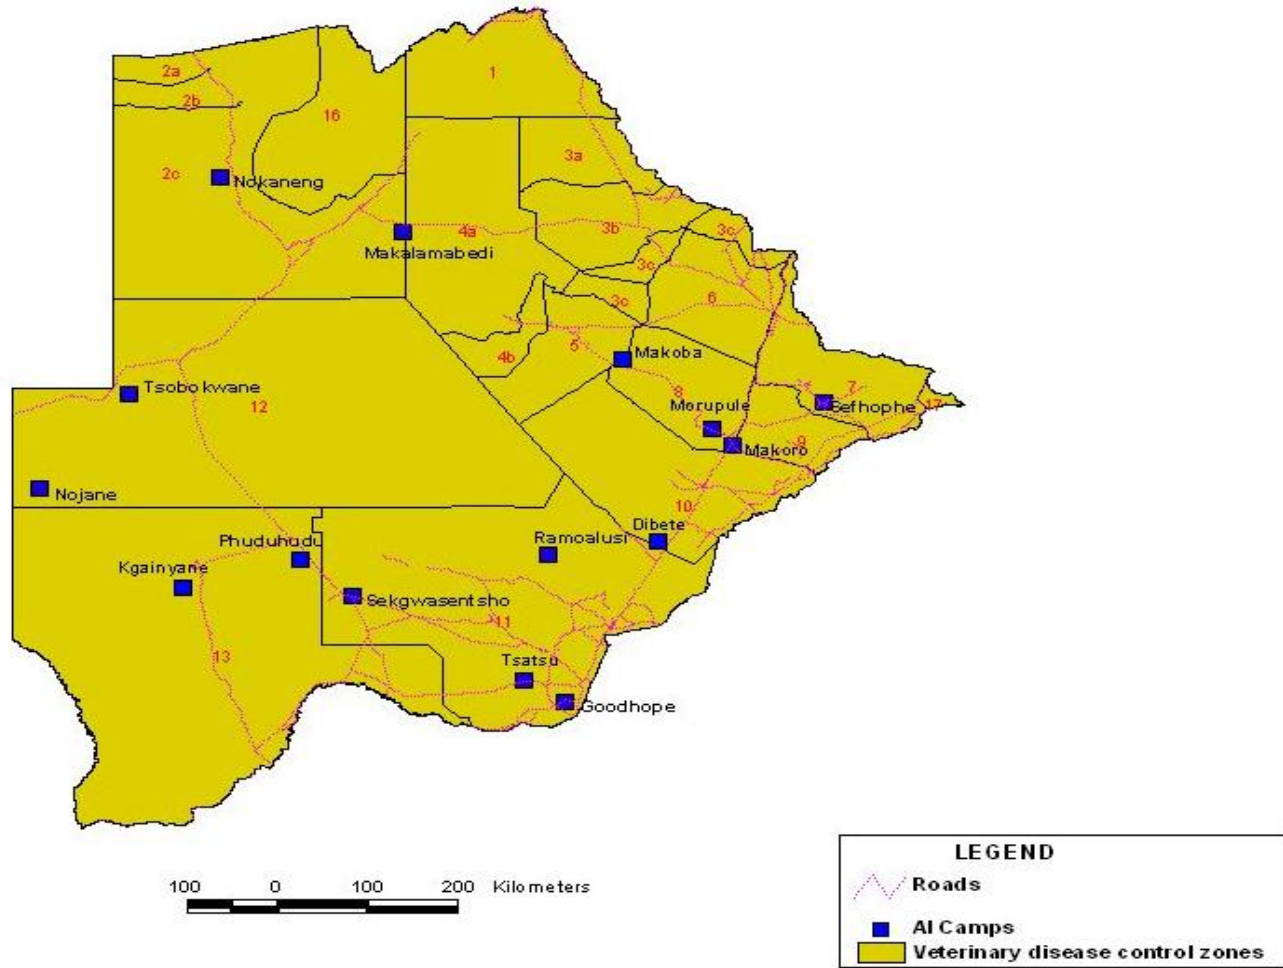 1
2a
2b
16
3a
2c
Nokaneng
3b
3c
4a
Makalamabedi
3c
3c
6
4b
5
Makoba
Tsobokwane
12
8
7
Sefhophe
17
Morupule
Makoro
9
Nojane
10
Dibete
Ramoalusi
Phuduhudu
Kgainyane
Sekgwasentsho
11
13
Tsatsu
Goodhope
100 0 100 200 Kilometers
LEGEND
Roads
AI Camps
Veterinary disease control zones